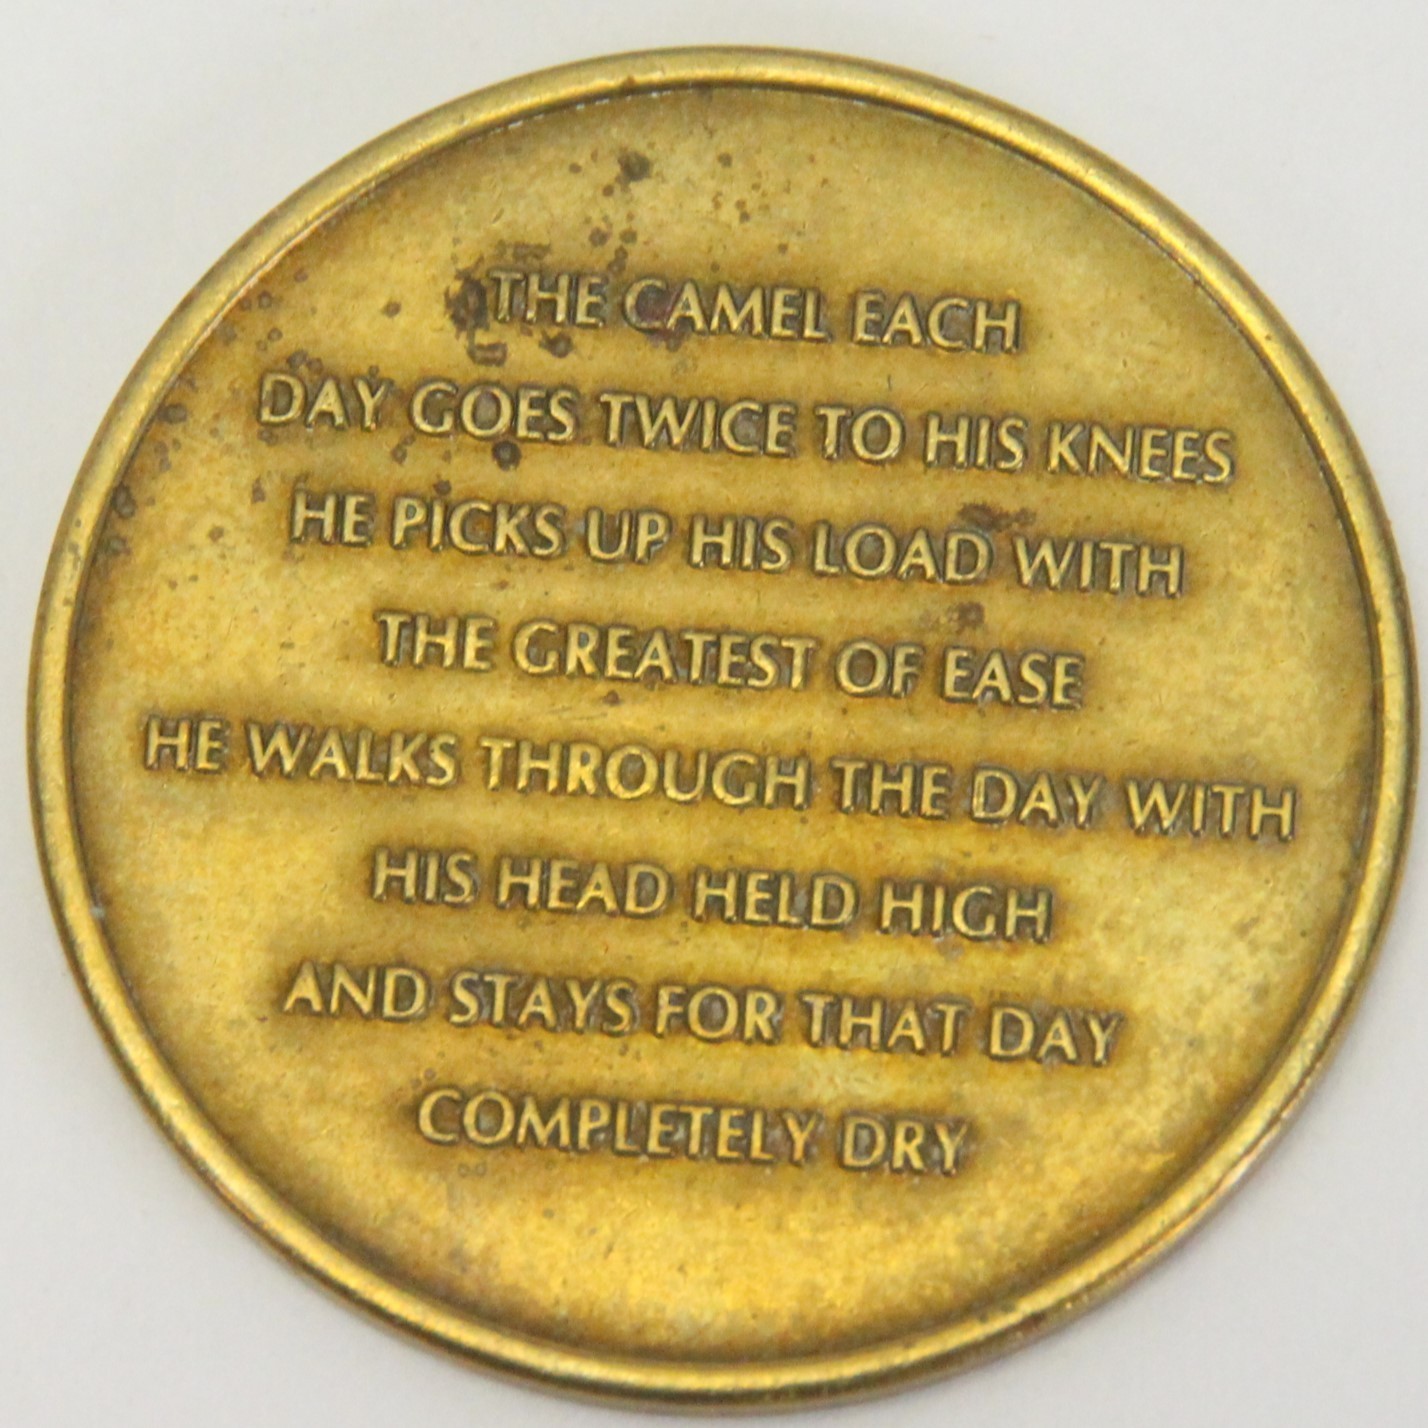 THE CAMEL EACH
DAY GOES TWICE TO HIS KNEES
HE PICKS UP HIS LOAD WITH
THE GREATEST OF EASE
HE WALKS THROUGH THE DAY WITH
HIS HEAD HELD HIGH
AND STAYS FOR THAT DAY
COMPLETELY DRY